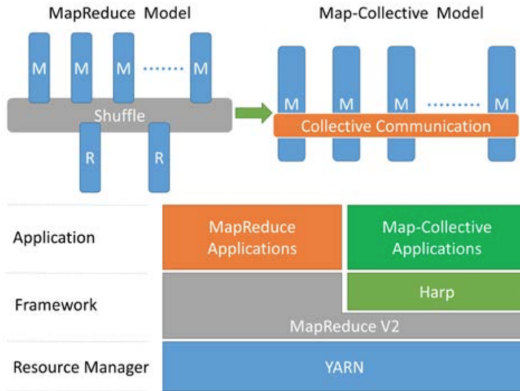 MapReduce Model
Map-Collective Model
M M M ........ M
Shuffle
R R
M M M ........ M
Collective Communication
Application
MapReduce
Applications
Map-Collective
Applications
Framework
Harp
MapReduce V2
Resource Manager
YARN